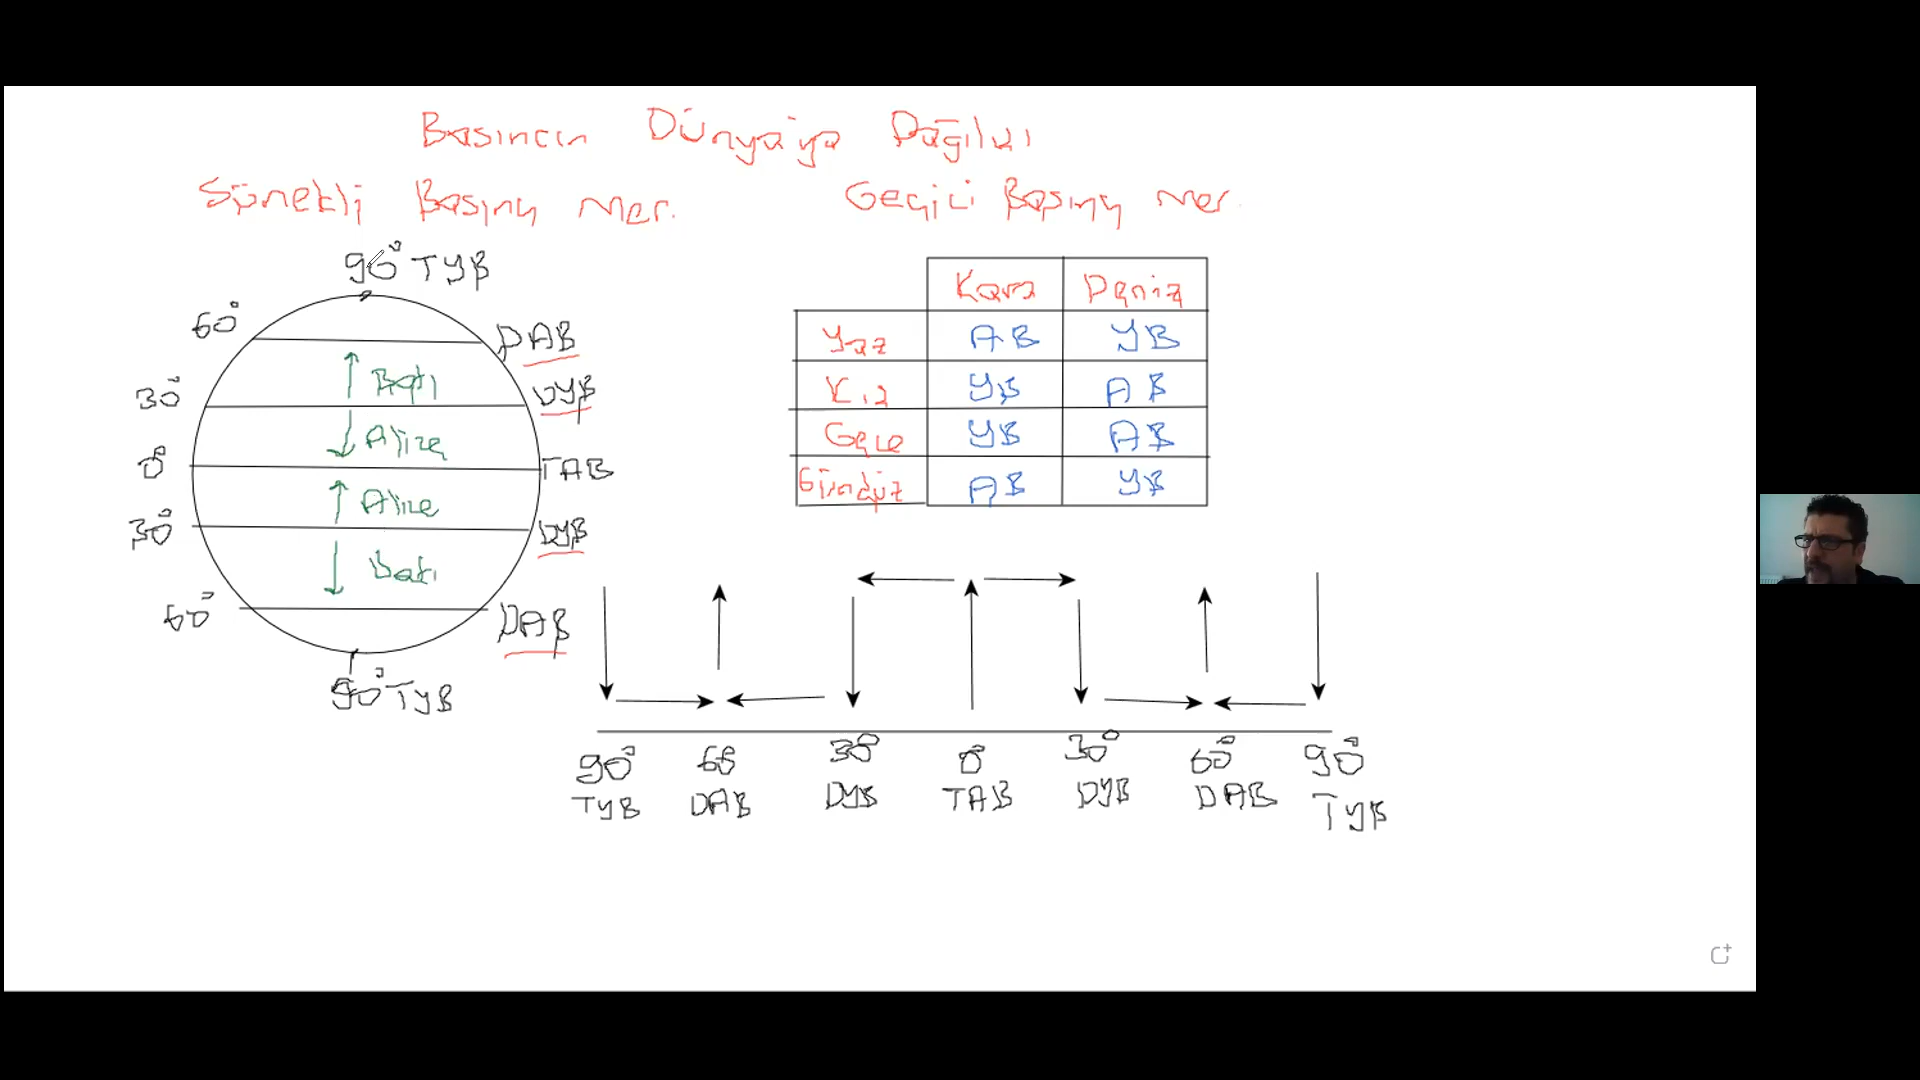 Basıncın Dünya'ya Dağılışı
Sürekli Basınç Mer.
Geçici Basınç Mer.
90° TYB
60° DAB
Batı
30° DYB
Alize
0° TAB
Alize
30° DYB
Batı
60° DAB
90° TYB
Kara Deniz
Yaz AB YB
Kış YB AB
Gece YB AB
Gündüz AB YB
90° 60° 30° 0° 30° 60° 90°
TYB DAB DYB TAB DYB DAB TYB